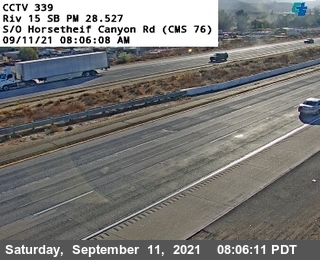 CCTV 339
Riv 15 SB PM 28.527
S/O Horsetheif Canyon Rd (CMS 76)
09/11/21 08:06:08 AM
Saturday, September 11, 2021 08:06:11 PDT